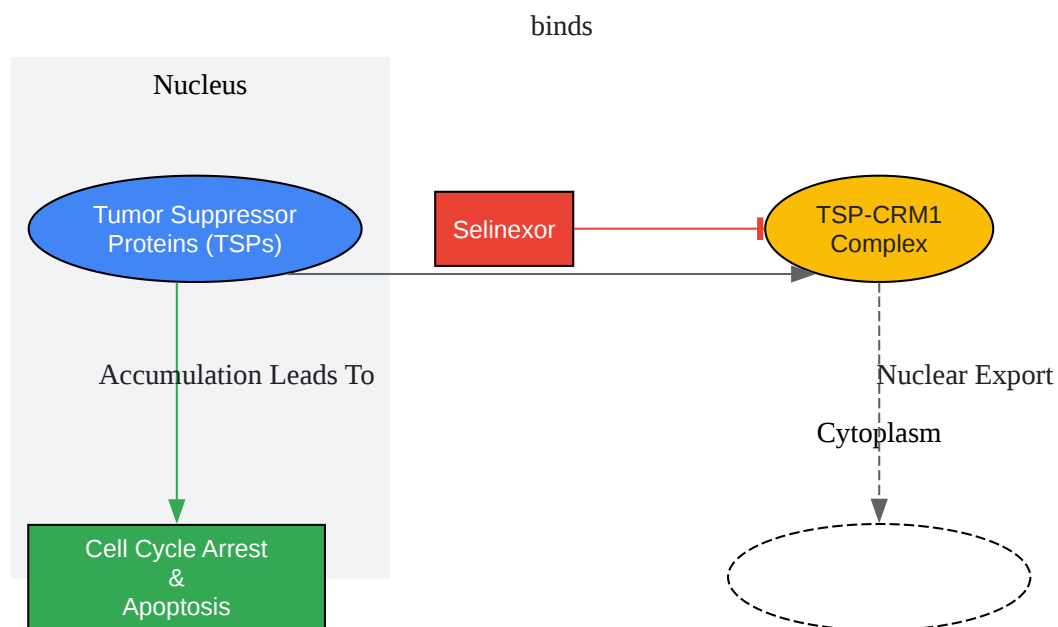 binds
Nucleus
Tumor Suppressor
Proteins (TSPs)
Selinexor
TSP-CRM1
Complex
Accumulation Leads To
Nuclear Export
Cytoplasm
Cell Cycle Arrest
&
Apoptosis